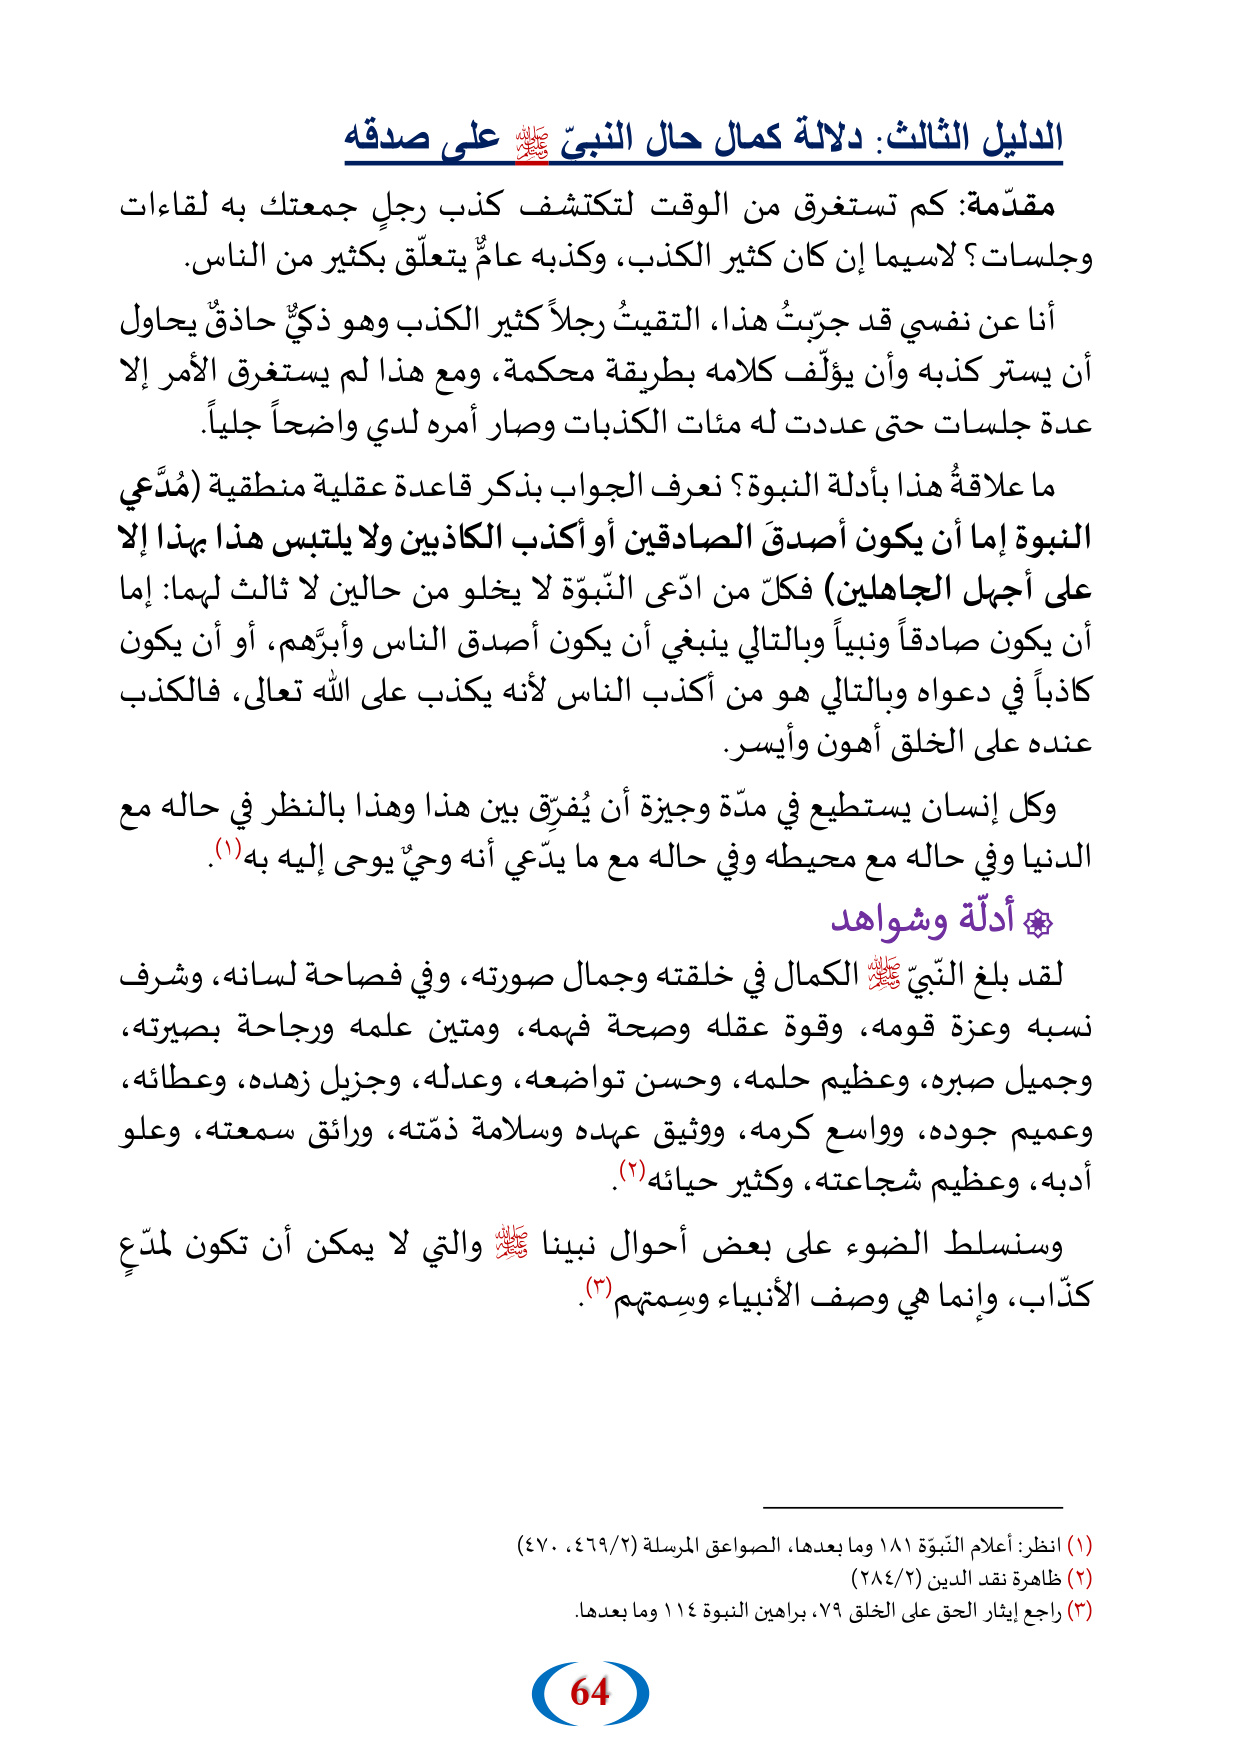 الدليل الثالث: دلالة كمال حال النبيّ ﷺ على صدقه
مقدّمة: كم تستغرق من الوقت لتكتشف كذب رجلٍ جمعتك به لقاءات
وجلسات؟ لاسيما إن كان كثير الكذب، وكذبه عامٌّ يتعلّق بكثير من الناس.
أنا عن نفسي قد جرّبتُ هذا، التقيتُ رجلاً كثير الكذب وهو ذكيٌّ حاذقٌ يحاول
أن يستر كذبه وأن يؤلّف كلامه بطريقة محكمة، ومع هذا لم يستغرق الأمر إلا
عدة جلسات حتى عددت له مئات الكذبات وصار أمره لدي واضحاً جلياً.
ما علاقةُ هذا بأدلة النبوة؟ نعرف الجواب بذكر قاعدة عقلية منطقية (مُدَّعي
النبوة إما أن يكون أصدقَ الصادقين أو أكذب الكاذبين ولا يلتبس هذا بهذا إلا
على أجهل الجاهلين) فكلّ من ادّعى النّبوّة لا يخلو من حالين لا ثالث لهما: إما
أن يكون صادقاً ونبياً وبالتالي ينبغي أن يكون أصدق الناس وأبرَّهم، أو أن يكون
كاذباً في دعواه وبالتالي هو من أكذب الناس لأنه يكذب على الله تعالى، فالكذب
عنده على الخلق أهون وأيسر.
وكل إنسان يستطيع في مدّة وجيزة أن يُفرِّق بين هذا وهذا بالنظر في حاله مع
الدنيا وفي حاله مع محيطه وفي حاله مع ما يدّعي أنه وحيٌ يوحى إليه به(١).
۞ أدلّة وشواهد
لقد بلغ النّبيّ ﷺ الكمال في خلقته وجمال صورته، وفي فصاحة لسانه، وشرف
نسبه وعزة قومه، وقوة عقله وصحة فهمه، ومتين علمه ورجاحة بصيرته،
وجميل صبره، وعظيم حلمه، وحسن تواضعه، وعدله، وجزيل زهده، وعطائه،
وعميم جوده، وواسع كرمه، ووثيق عهده وسلامة ذمّته، ورائق سمعته، وعلو
أدبه، وعظيم شجاعته، وكثير حيائه(٢).
وسنسلط الضوء على بعض أحوال نبينا ﷺ والتي لا يمكن أن تكون لمدّعٍ
كذّاب، وإنما هي وصف الأنبياء وسِمتهم(٣).
(١) انظر: أعلام النّبوّة ١٨١ وما بعدها، الصواعق المرسلة (٤٦٩/٢، ٤٧٠)
(٢) ظاهرة نقد الدين (٢٨٤/٢)
(٣) راجع إيثار الحق على الخلق ٧٩، براهين النبوة ١١٤ وما بعدها.
64